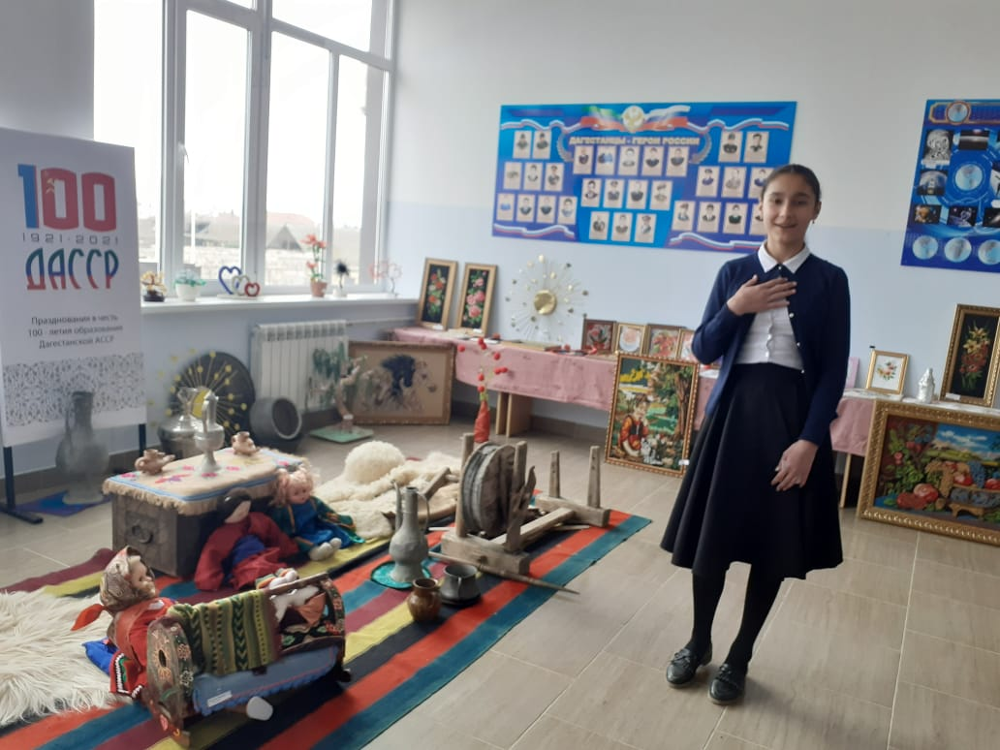 100
1921-2021
ДАССР
Празднования в честь
100 - летия образования
Дагестанской АССР
ДАГЕСТАНЦЫ - ГЕРОИ РОССИИ